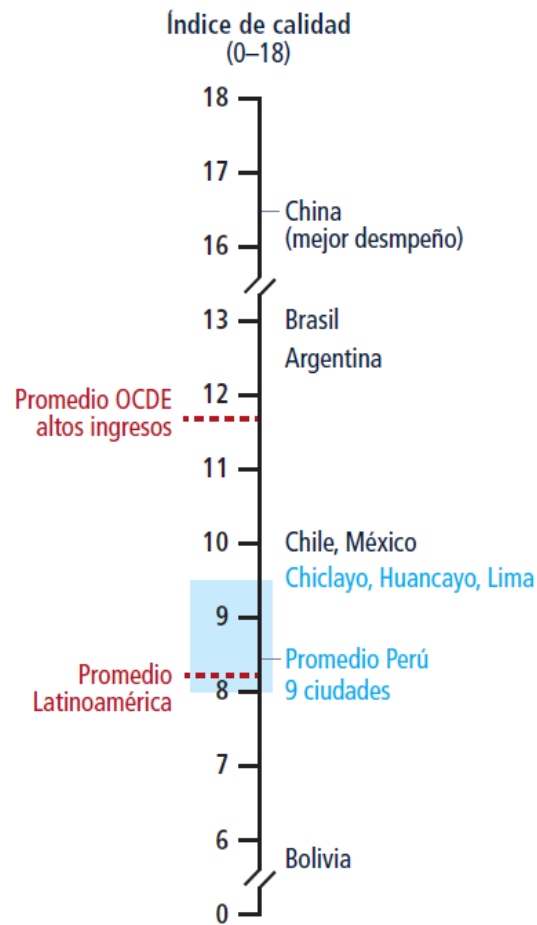 Índice de calidad
(0–18)
18
17
China
(mejor desempeño)
16
13
Brasil
Argentina
12
Promedio OCDE
altos ingresos
11
10
Chile, México
Chiclayo, Huancayo, Lima
9
Promedio Perú
9 ciudades
Promedio
Latinoamérica
8
7
6
Bolivia
0